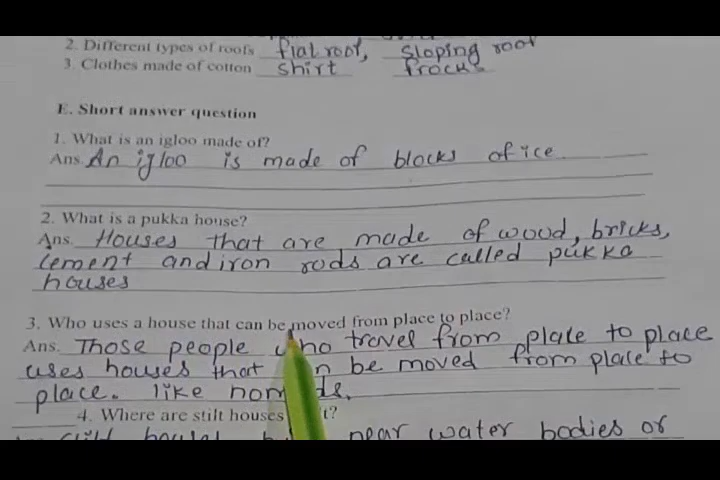 2. Different types of roofs flat roof, sloping roof
3. Clothes made of cotton shirt frocks
E. Short answer question
1. What is an igloo made of?
Ans. An igloo is made of blocks of ice
2. What is a pukka house?
Ans. Houses that are made of wood, bricks,
cement and iron rods are called pukka
houses
3. Who uses a house that can be moved from place to place?
Ans. Those people who travel from place to place
uses houses that n be moved from place to
place. like
4. Where are stilt houses t?
near water bodies or